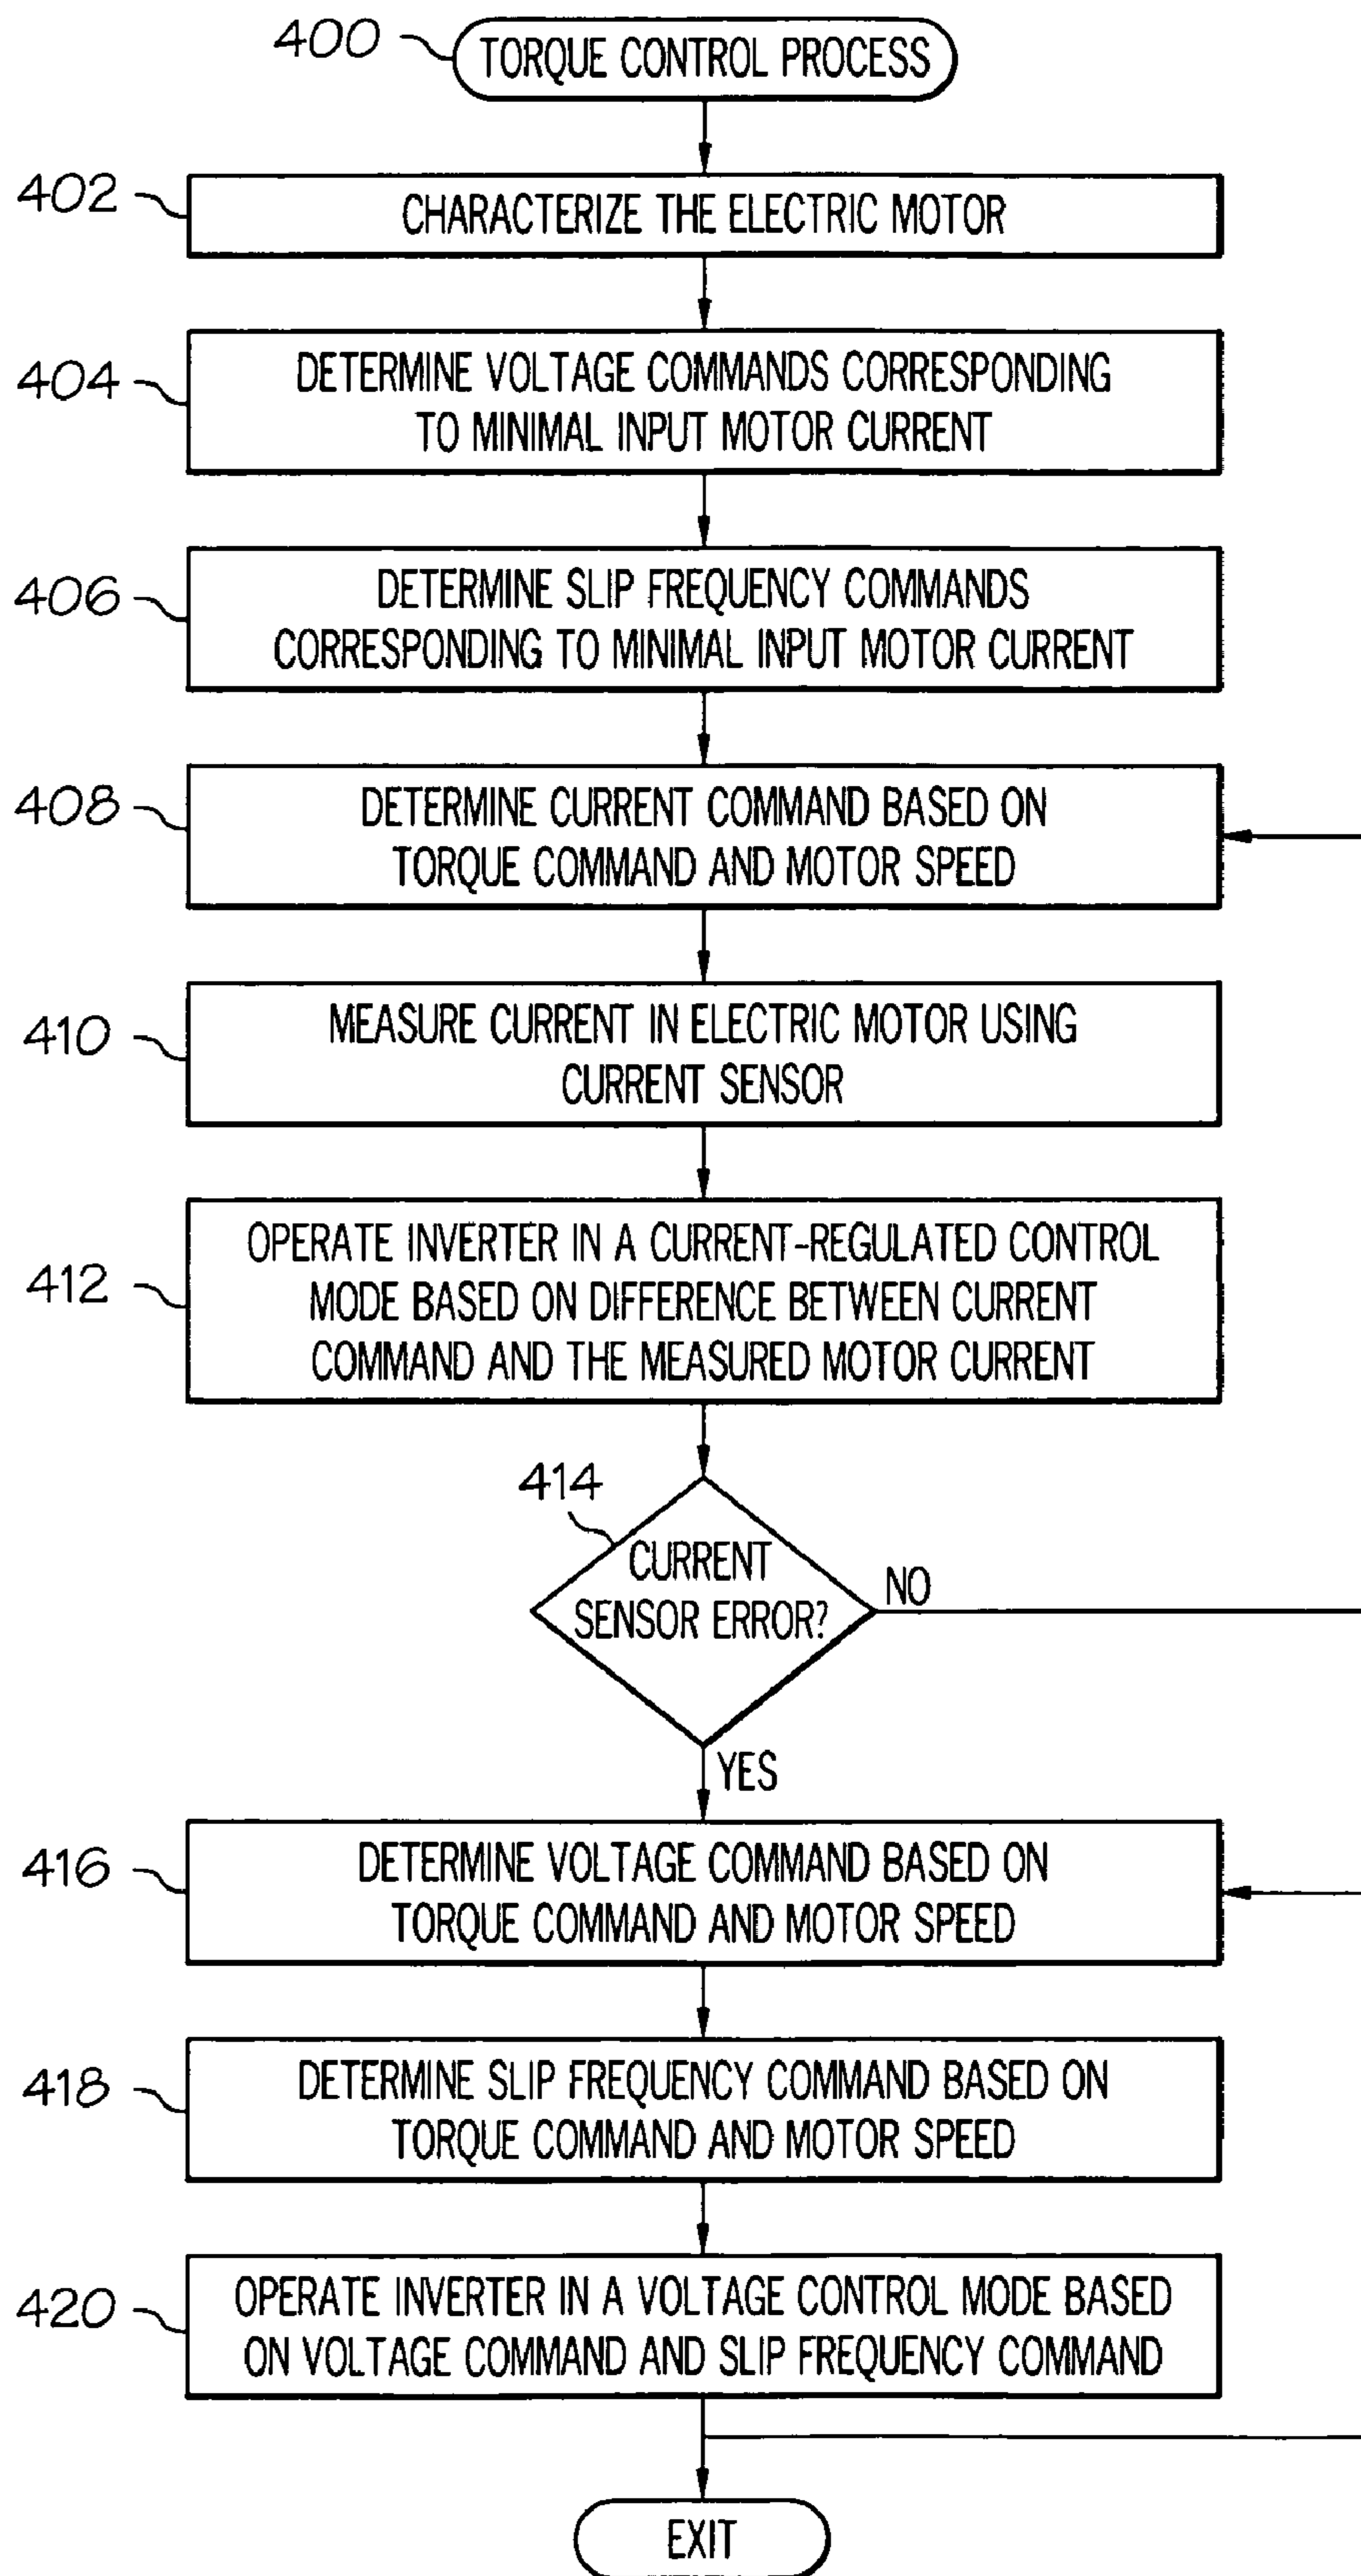 400
TORQUE CONTROL PROCESS
402
CHARACTERIZE THE ELECTRIC MOTOR
404
DETERMINE VOLTAGE COMMANDS CORRESPONDING
TO MINIMAL INPUT MOTOR CURRENT
406
DETERMINE SLIP FREQUENCY COMMANDS
CORRESPONDING TO MINIMAL INPUT MOTOR CURRENT
408
DETERMINE CURRENT COMMAND BASED ON
TORQUE COMMAND AND MOTOR SPEED
410
MEASURE CURRENT IN ELECTRIC MOTOR USING
CURRENT SENSOR
412
OPERATE INVERTER IN A CURRENT-REGULATED CONTROL
MODE BASED ON DIFFERENCE BETWEEN CURRENT
COMMAND AND THE MEASURED MOTOR CURRENT
414
CURRENT
SENSOR ERROR?
NO
YES
416
DETERMINE VOLTAGE COMMAND BASED ON
TORQUE COMMAND AND MOTOR SPEED
418
DETERMINE SLIP FREQUENCY COMMAND BASED ON
TORQUE COMMAND AND MOTOR SPEED
420
OPERATE INVERTER IN A VOLTAGE CONTROL MODE BASED
ON VOLTAGE COMMAND AND SLIP FREQUENCY COMMAND
EXIT